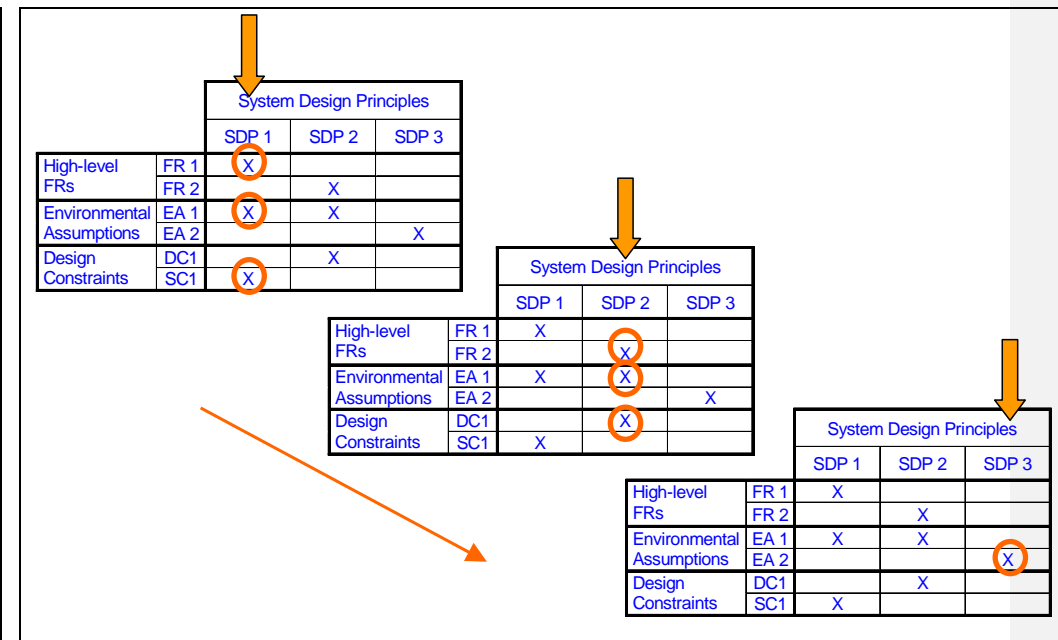 System Design Principles
SDP 1 SDP 2 SDP 3
High-level FR 1 X
FRs FR 2 X
Environmental EA 1 X X
Assumptions EA 2 X
Design DC1 X
Constraints SC1 X
System Design Principles
SDP 1 SDP 2 SDP 3
High-level FR 1 X
FRs FR 2 X
Environmental EA 1 X X
Assumptions EA 2 X
Design DC1 X
Constraints SC1 X
System Design Principles
SDP 1 SDP 2 SDP 3
High-level FR 1 X
FRs FR 2 X
Environmental EA 1 X X
Assumptions EA 2 X
Design DC1 X
Constraints SC1 X